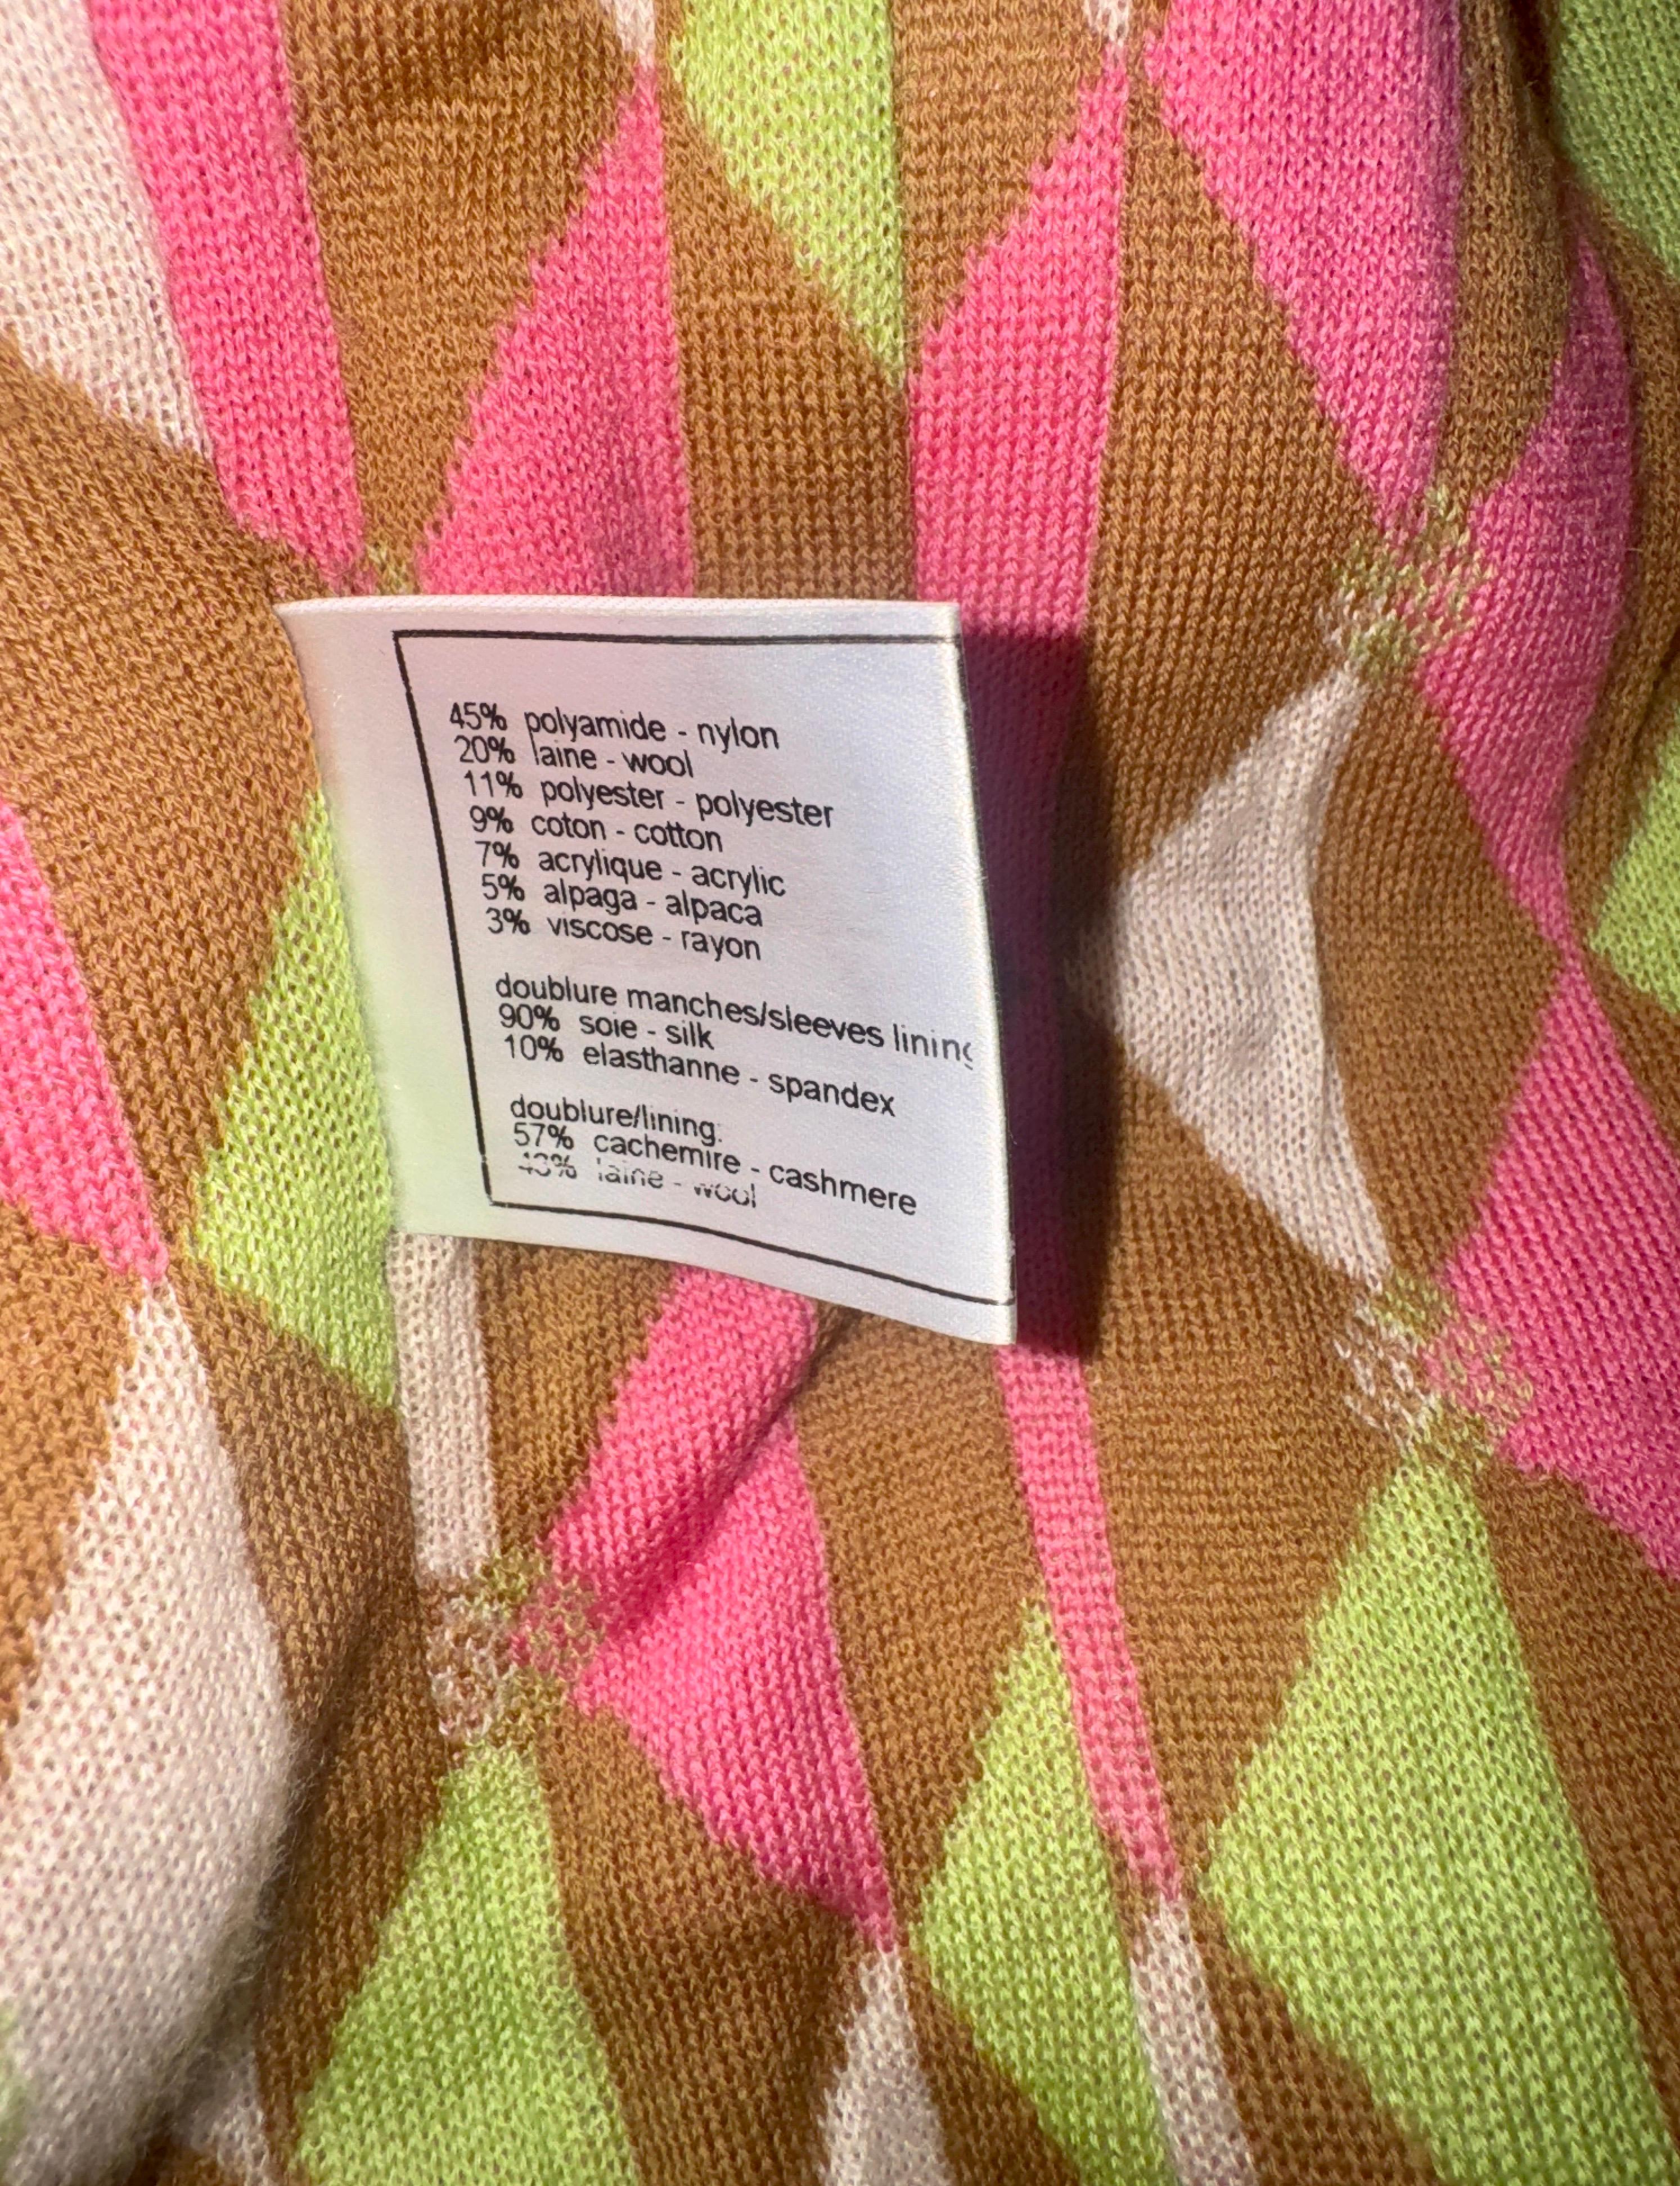 45% polyamide - nylon
20% laine - wool
11% polyester - polyester
9% coton - cotton
7% acrylique - acrylic
5% alpaga - alpaca
3% viscose - rayon
doublure manches/sleeves lining
90% soie - silk
10% elasthanne - spandex
doublure/lining:
57% cachemire - cashmere
43% laine - wool